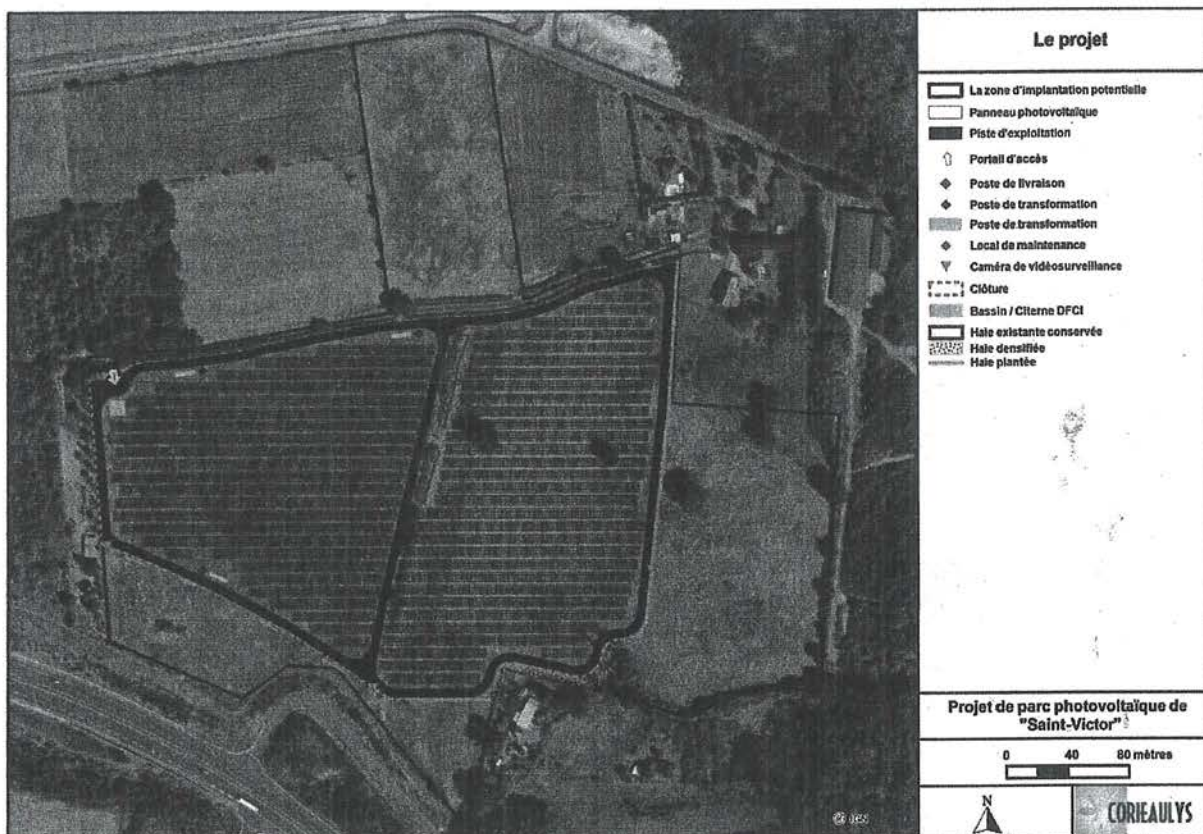 Le projet
La zone d'implantation potentielle
Panneau photovoltaïque
Piste d'exploitation
Portail d'accès
Poste de livraison
Poste de transformation
Poste de transformation
Local de maintenance
Caméra de vidéosurveillance
Clôture
Bassin / Citerne DFCI
Haie existante conservée
Haie densifiée
Haie plantée
Projet de parc photovoltaïque de
"Saint-Victor"
0 40 80 mètres
N
CORIEAULYS
© IGN